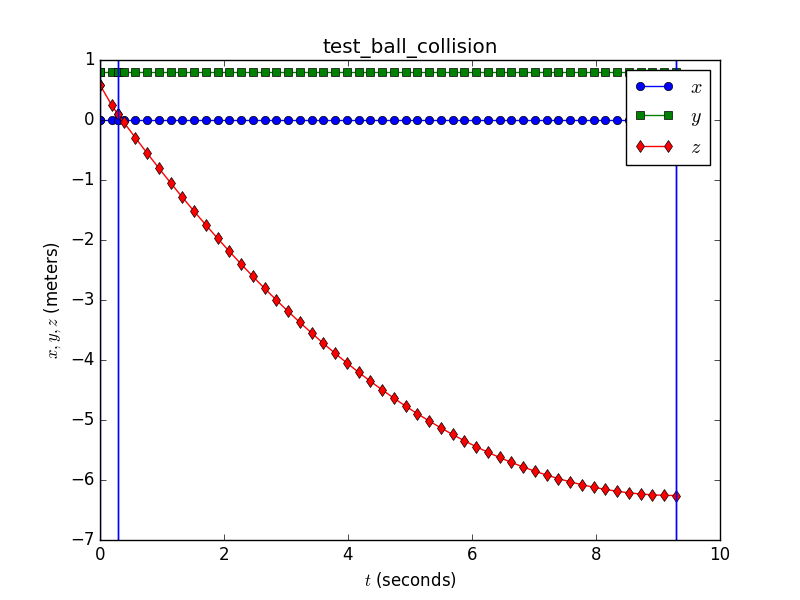 test_ball_collision
1
0
−1
−2
−3
−4
−5
−6
−7
x, y, z (meters)
x
y
z
0 2 4 6 8 10
t (seconds)